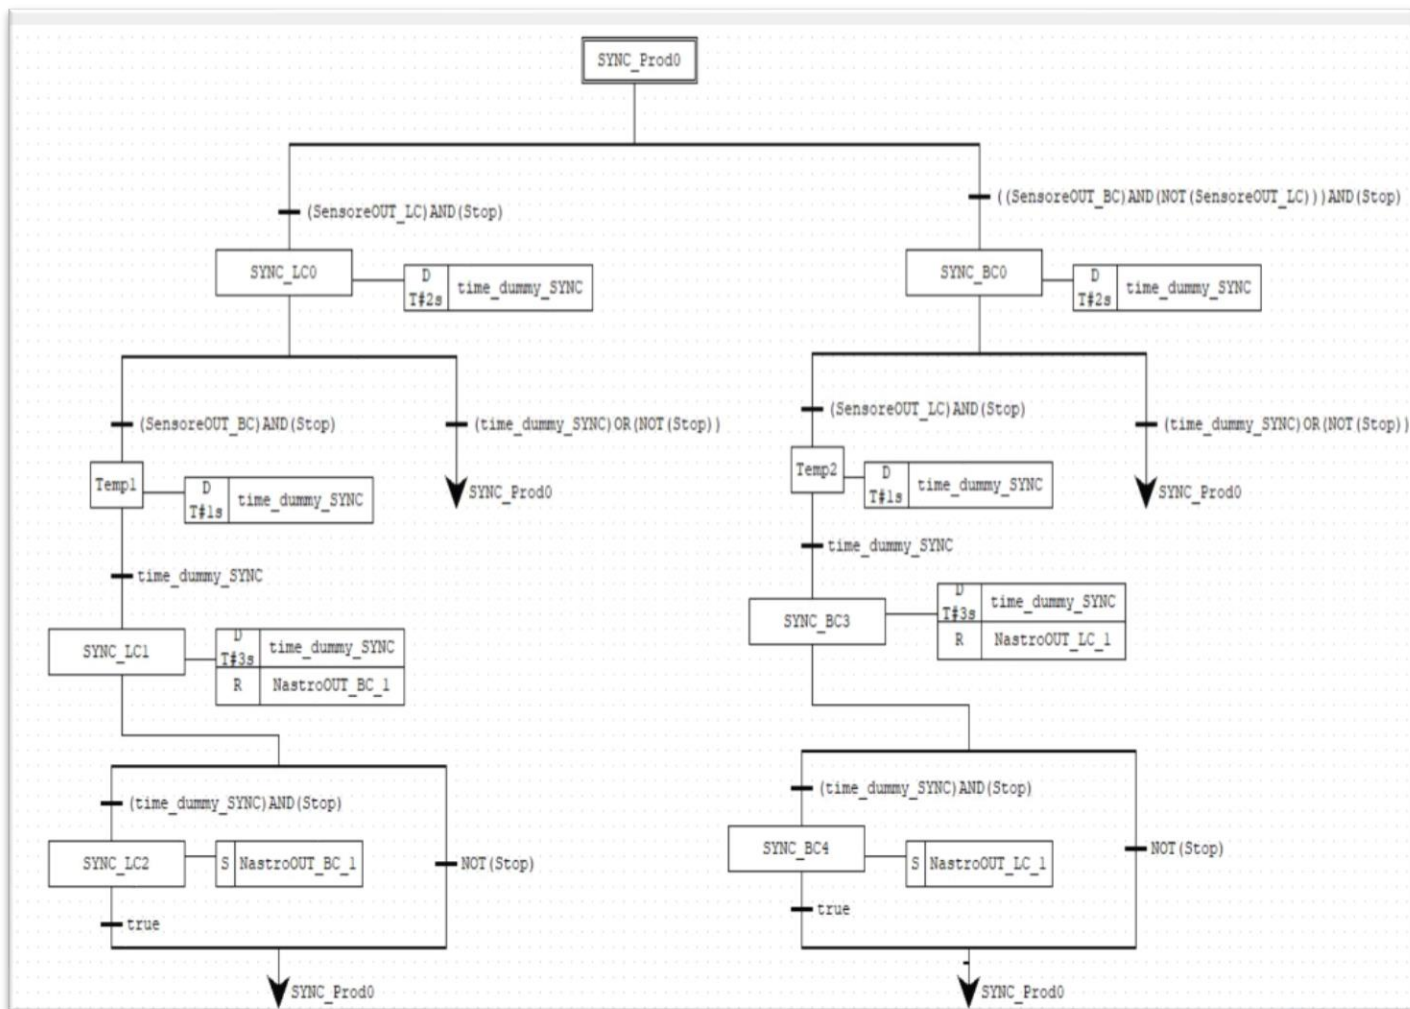 SYNC_Prod0
((SensoreOUT_BC)AND(NOT(SensoreOUT_LC)))AND(Stop)
(SensoreOUT_LC)AND(Stop)
SYNC_LC0
D
T#2s
time_dummy_SYNC
SYNC_BC0
D
T#2s
time_dummy_SYNC
(SensoreOUT_BC)AND(Stop)
(time_dummy_SYNC)OR(NOT(Stop))
(SensoreOUT_LC)AND(Stop)
(time_dummy_SYNC)OR(NOT(Stop))
Temp1
D
T#1s
time_dummy_SYNC
SYNC_Prod0
Temp2
D
T#1s
time_dummy_SYNC
SYNC_Prod0
time_dummy_SYNC
time_dummy_SYNC
SYNC_LC1
D
T#3s
time_dummy_SYNC
R
NastroOUT_BC_1
SYNC_BC3
D
T#3s
time_dummy_SYNC
R
NastroOUT_LC_1
(time_dummy_SYNC)AND(Stop)
(time_dummy_SYNC)AND(Stop)
SYNC_LC2
S
NastroOUT_BC_1
NOT(Stop)
SYNC_BC4
S
NastroOUT_LC_1
NOT(Stop)
true
true
SYNC_Prod0
SYNC_Prod0